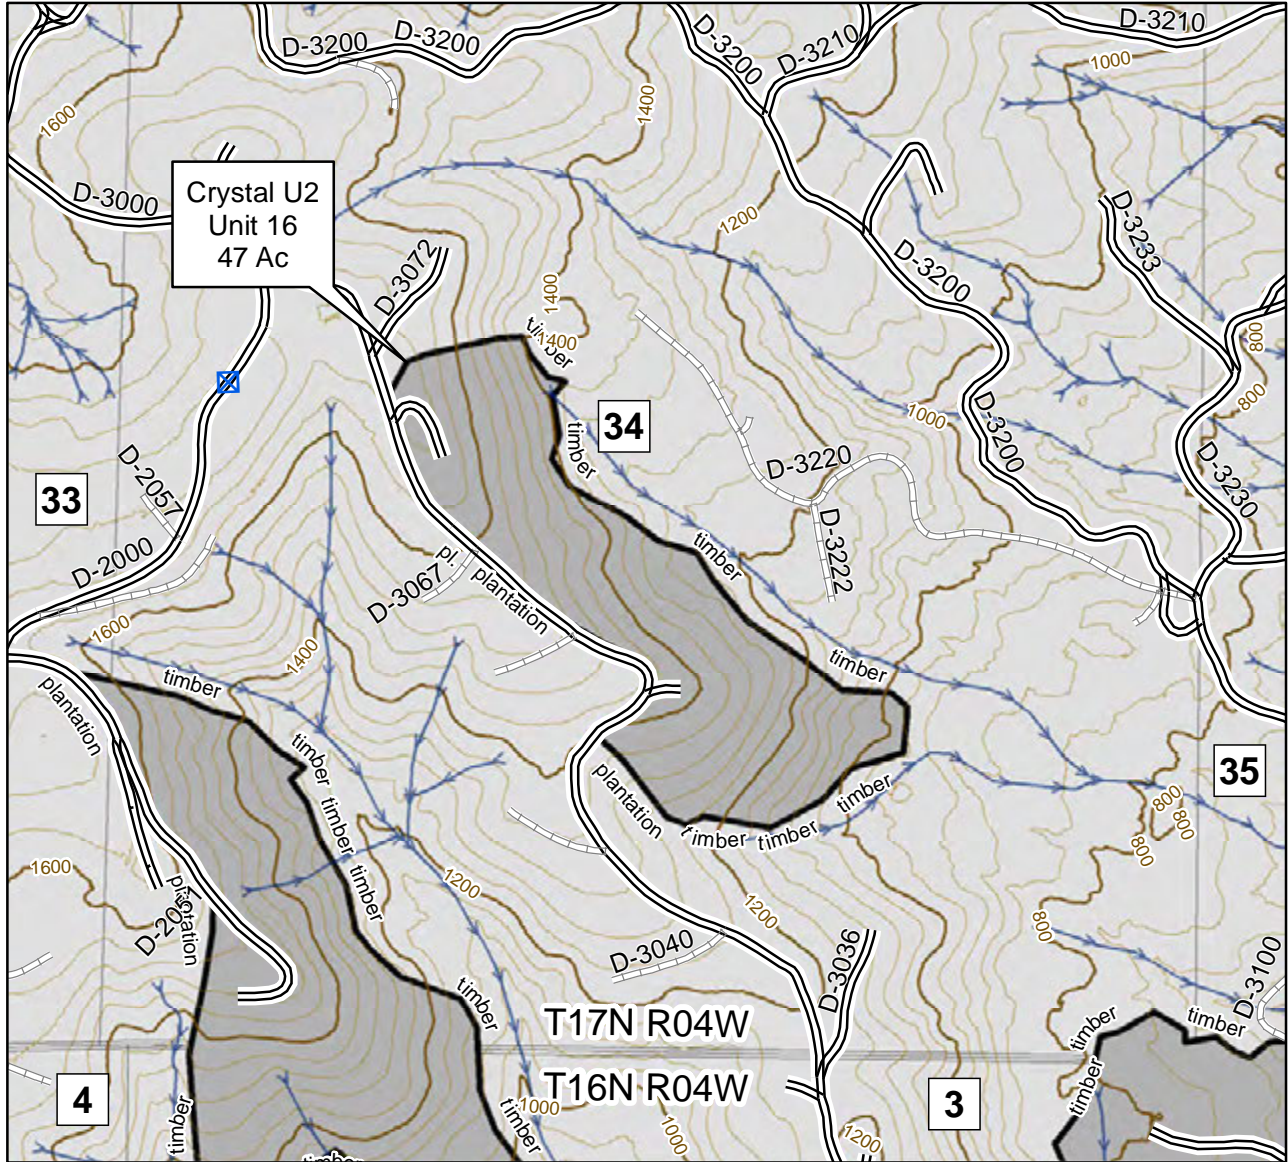 D-3200
D-3200
D-3200
D-3210
D-3210
1000
1600
1400
Crystal U2
Unit 16
47 Ac
D-3000
D-3072
1200
D-3233
D-3200
1400
timber
1400
800
800
34
timber
1000
D-3200
D-3220
D-3230
33
D-2057
D-2000
pl.
plantation
D-3067
timber
D-3222
1600
1400
timber
timber
plantation
timber
timber
timber
plantation
timber
timber
timber
35
800
800
800
1600
plantation
1200
1200
800
D-3040
D-3036
D-3100
timber
timber
timber
timber
T17N R04W
T16N R04W
4
3
timber
timber
1000
1000
1200